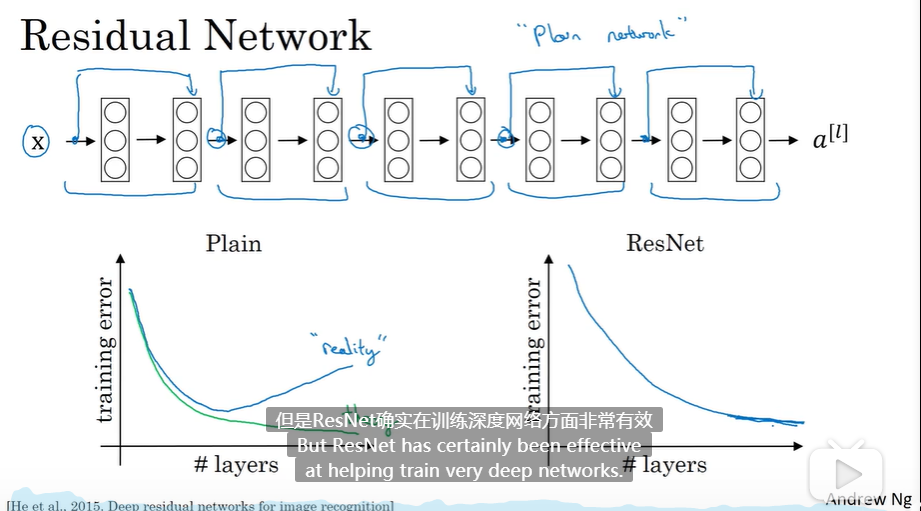 Residual Network
"Plain network"
x
a[l]
Plain
ResNet
training error
"reality"
theory
training error
但是ResNet确实在训练深度网络方面非常有效
But ResNet has certainly been effective
at helping train very deep networks.
# layers
# layers
[He et al., 2015. Deep residual networks for image recognition]
Andrew Ng